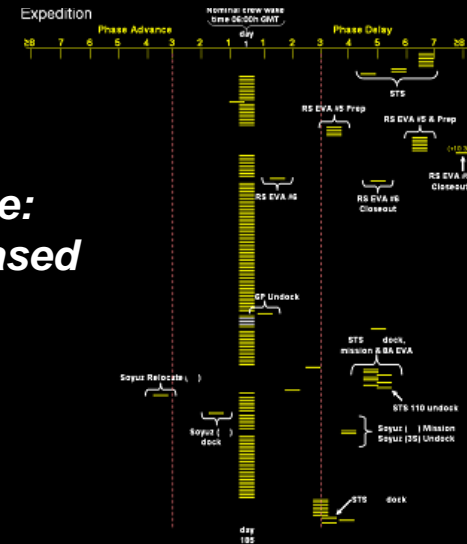 Expedition
Nominal crew wake
time 06:00h GMT
Phase Advance
day
1
Phase Delay
≥8 7 6 5 4 3 2 1 0 1 2 3 4 5 6 7 ≥8
STS
RS EVA #5 Prep
RS EVA #5 & Prep
RS EVA
Closeout
RS EVA #6
RS EVA #6
Closeout
e:
ased
6P Undock
STS dock,
mission & 8A EVA
Soyuz Relocate ( )
STS 110 undock
Soyuz ( )
dock
Soyuz ( ) Mission
Soyuz (3S) Undock
STS dock
day
185